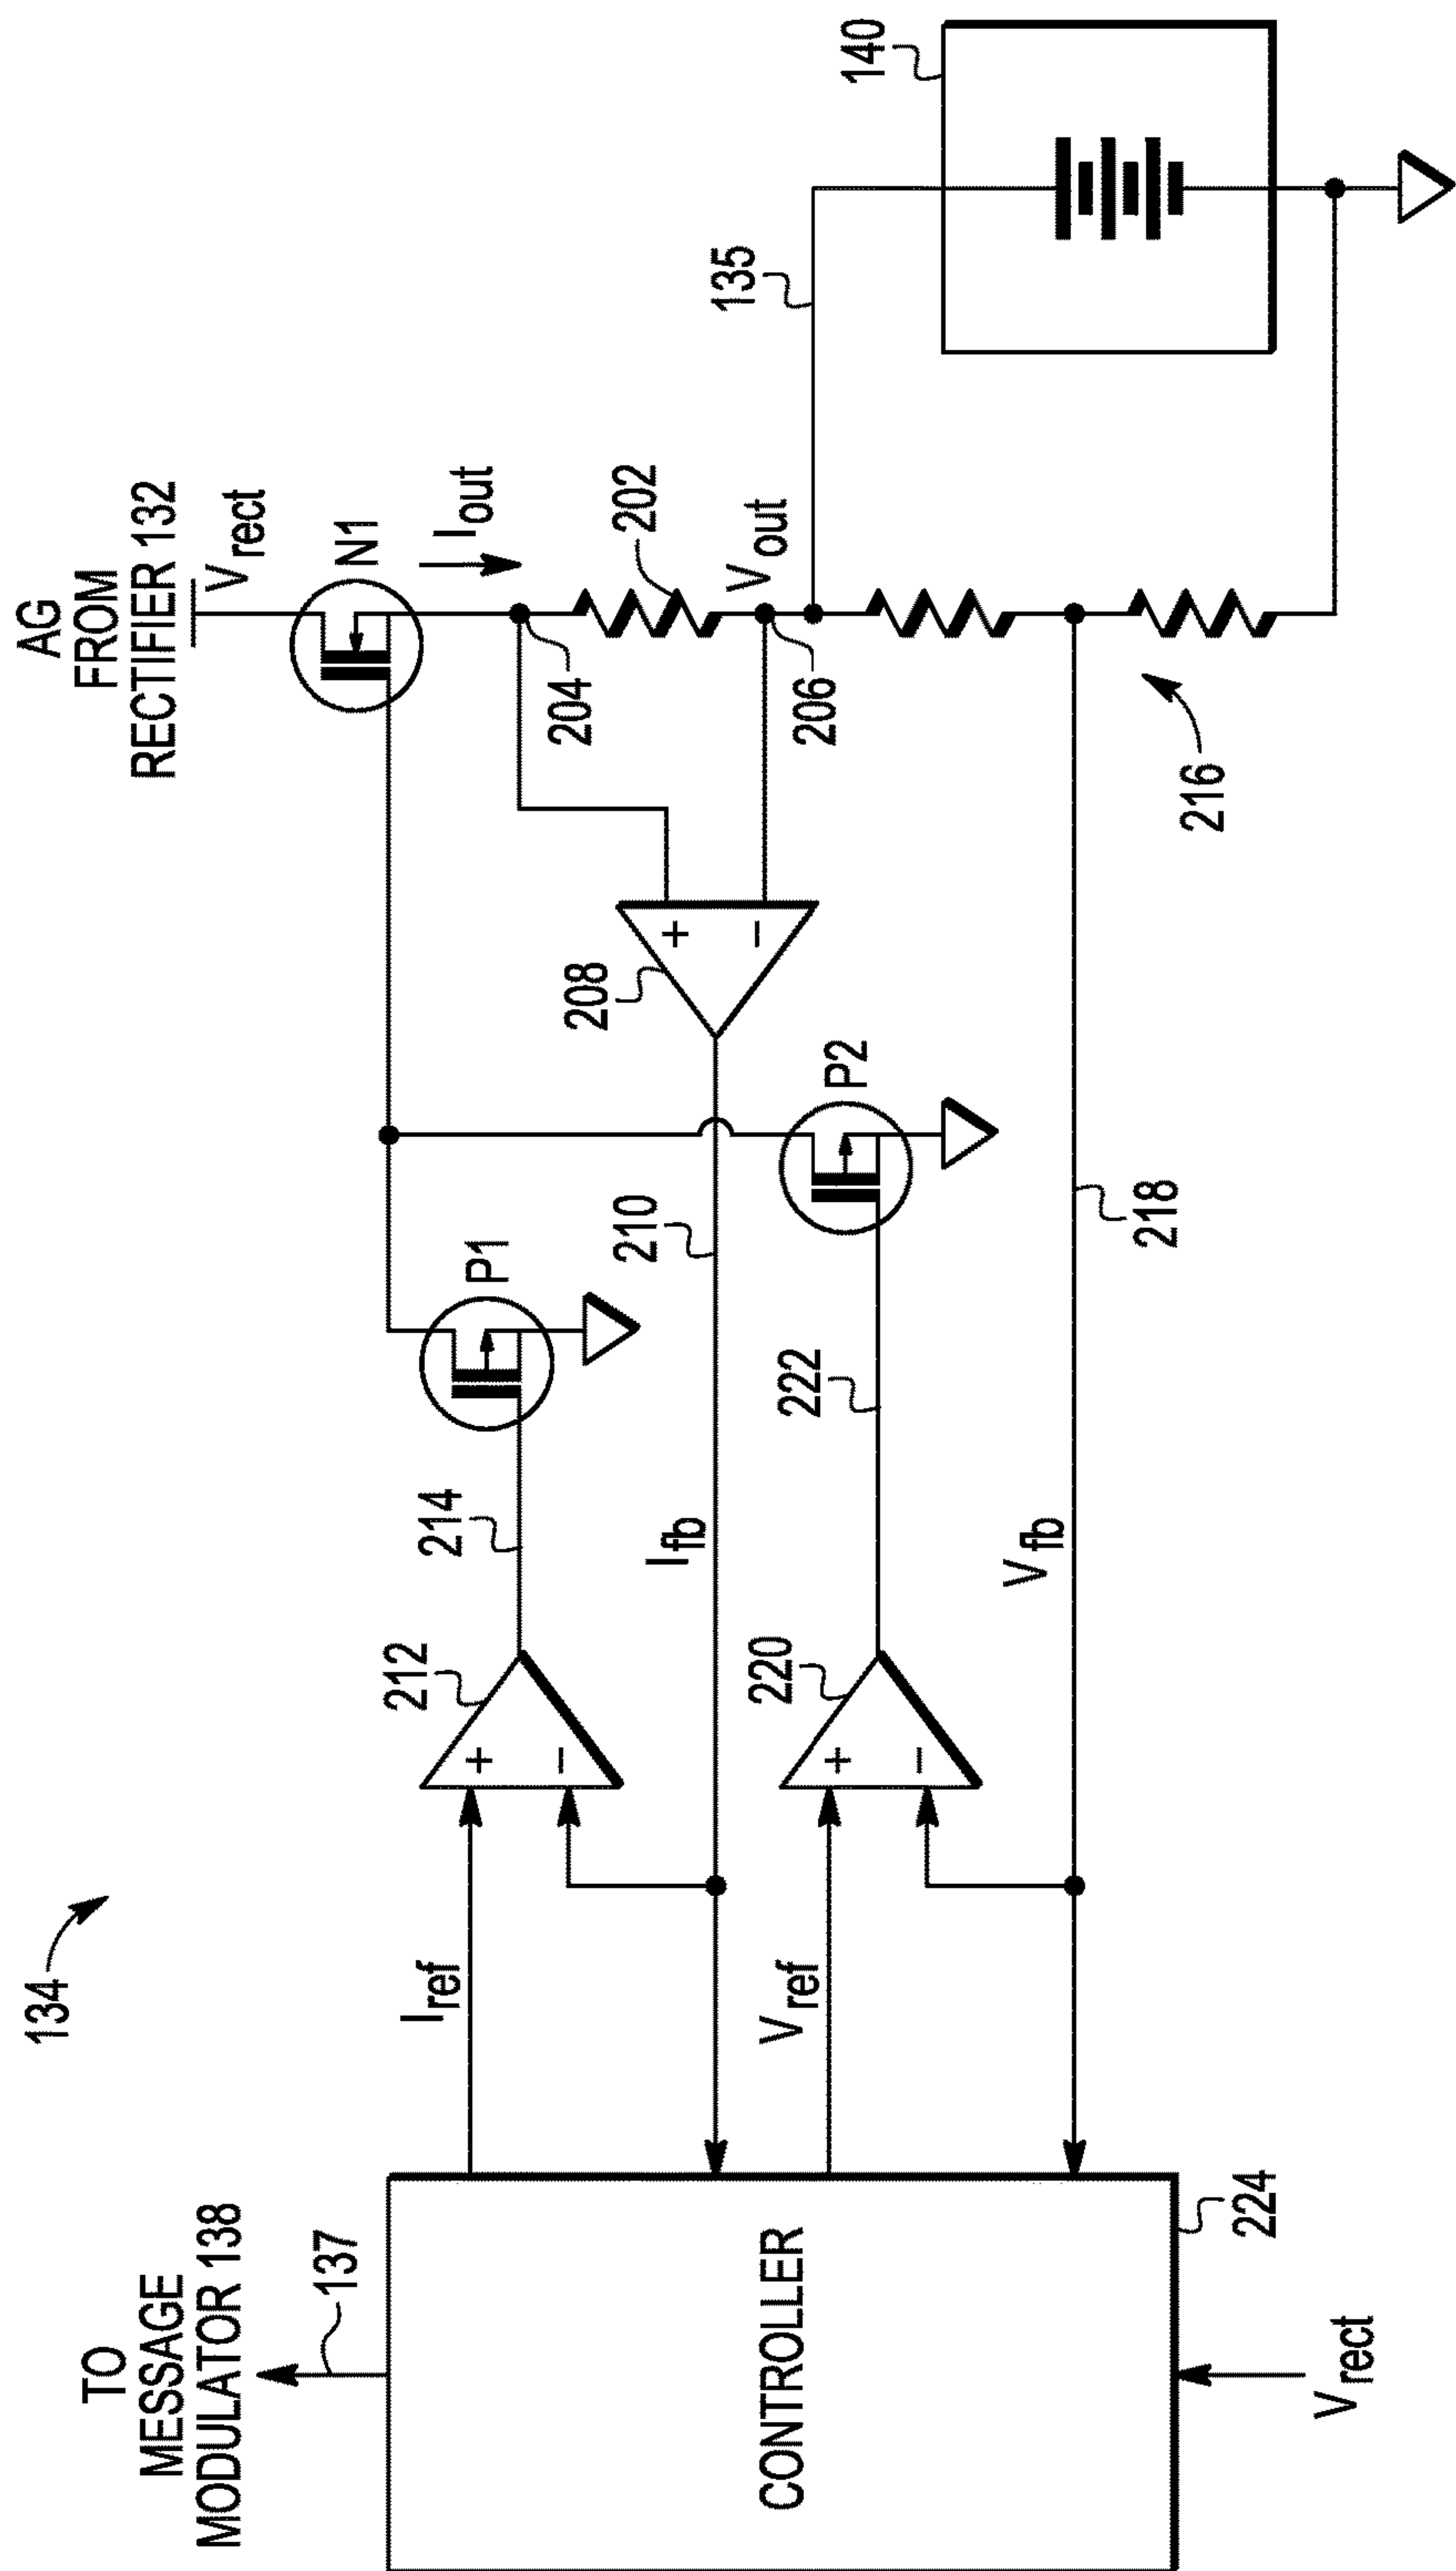 134
TO
MESSAGE
MODULATOR 138
137
CONTROLLER
224
Vrect
Iref
Vref
212
+
−
220
+
−
214
222
Ifb
Vfb
P1
P2
210
218
208
+
−
AG
FROM
RECTIFIER 132
Vrect
N1
Iout
204
202
206
Vout
216
135
140